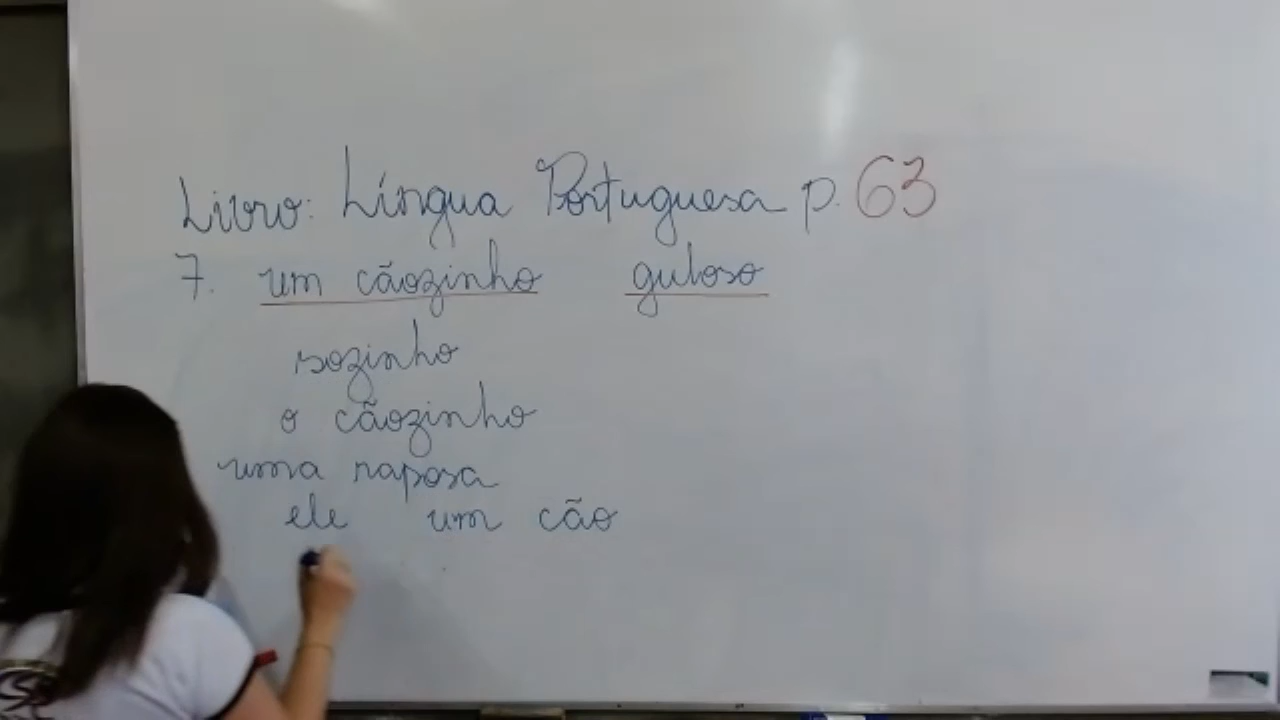 Livro: Língua Portuguesa p. 63
7. um cãozinho guloso
sozinho
o cãozinho
uma raposa
ele um cão